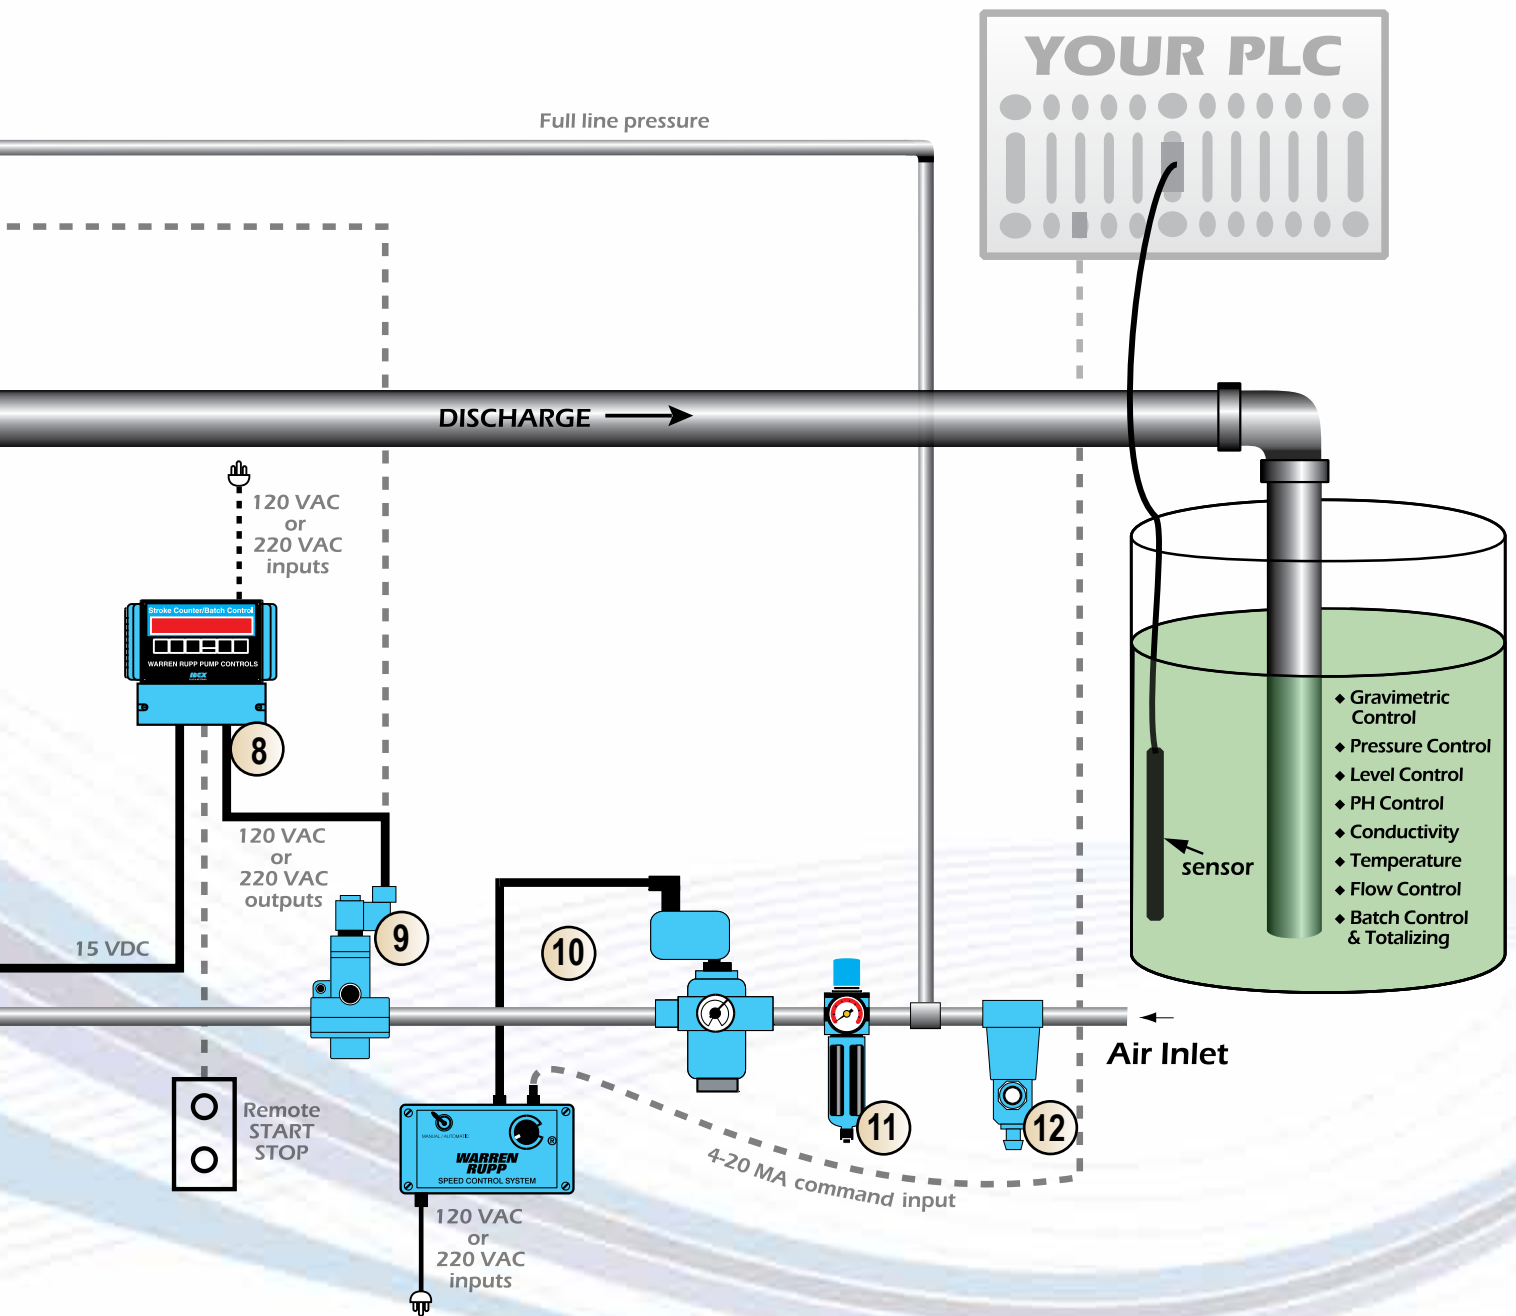 YOUR PLC
Full line pressure
DISCHARGE
120 VAC
or
220 VAC
inputs
Stroke Counter/Batch Control
WARREN RUPP PUMP CONTROLS
IDEX
8
120 VAC
or
220 VAC
outputs
15 VDC
9
10
11
12
Air Inlet
sensor
◆ Gravimetric
Control
◆ Pressure Control
◆ Level Control
◆ PH Control
◆ Conductivity
◆ Temperature
◆ Flow Control
◆ Batch Control
& Totalizing
Remote
START
STOP
MANUAL / AUTOMATIC
®
WARREN
RUPP
SPEED CONTROL SYSTEM
4-20 MA command input
120 VAC
or
220 VAC
inputs